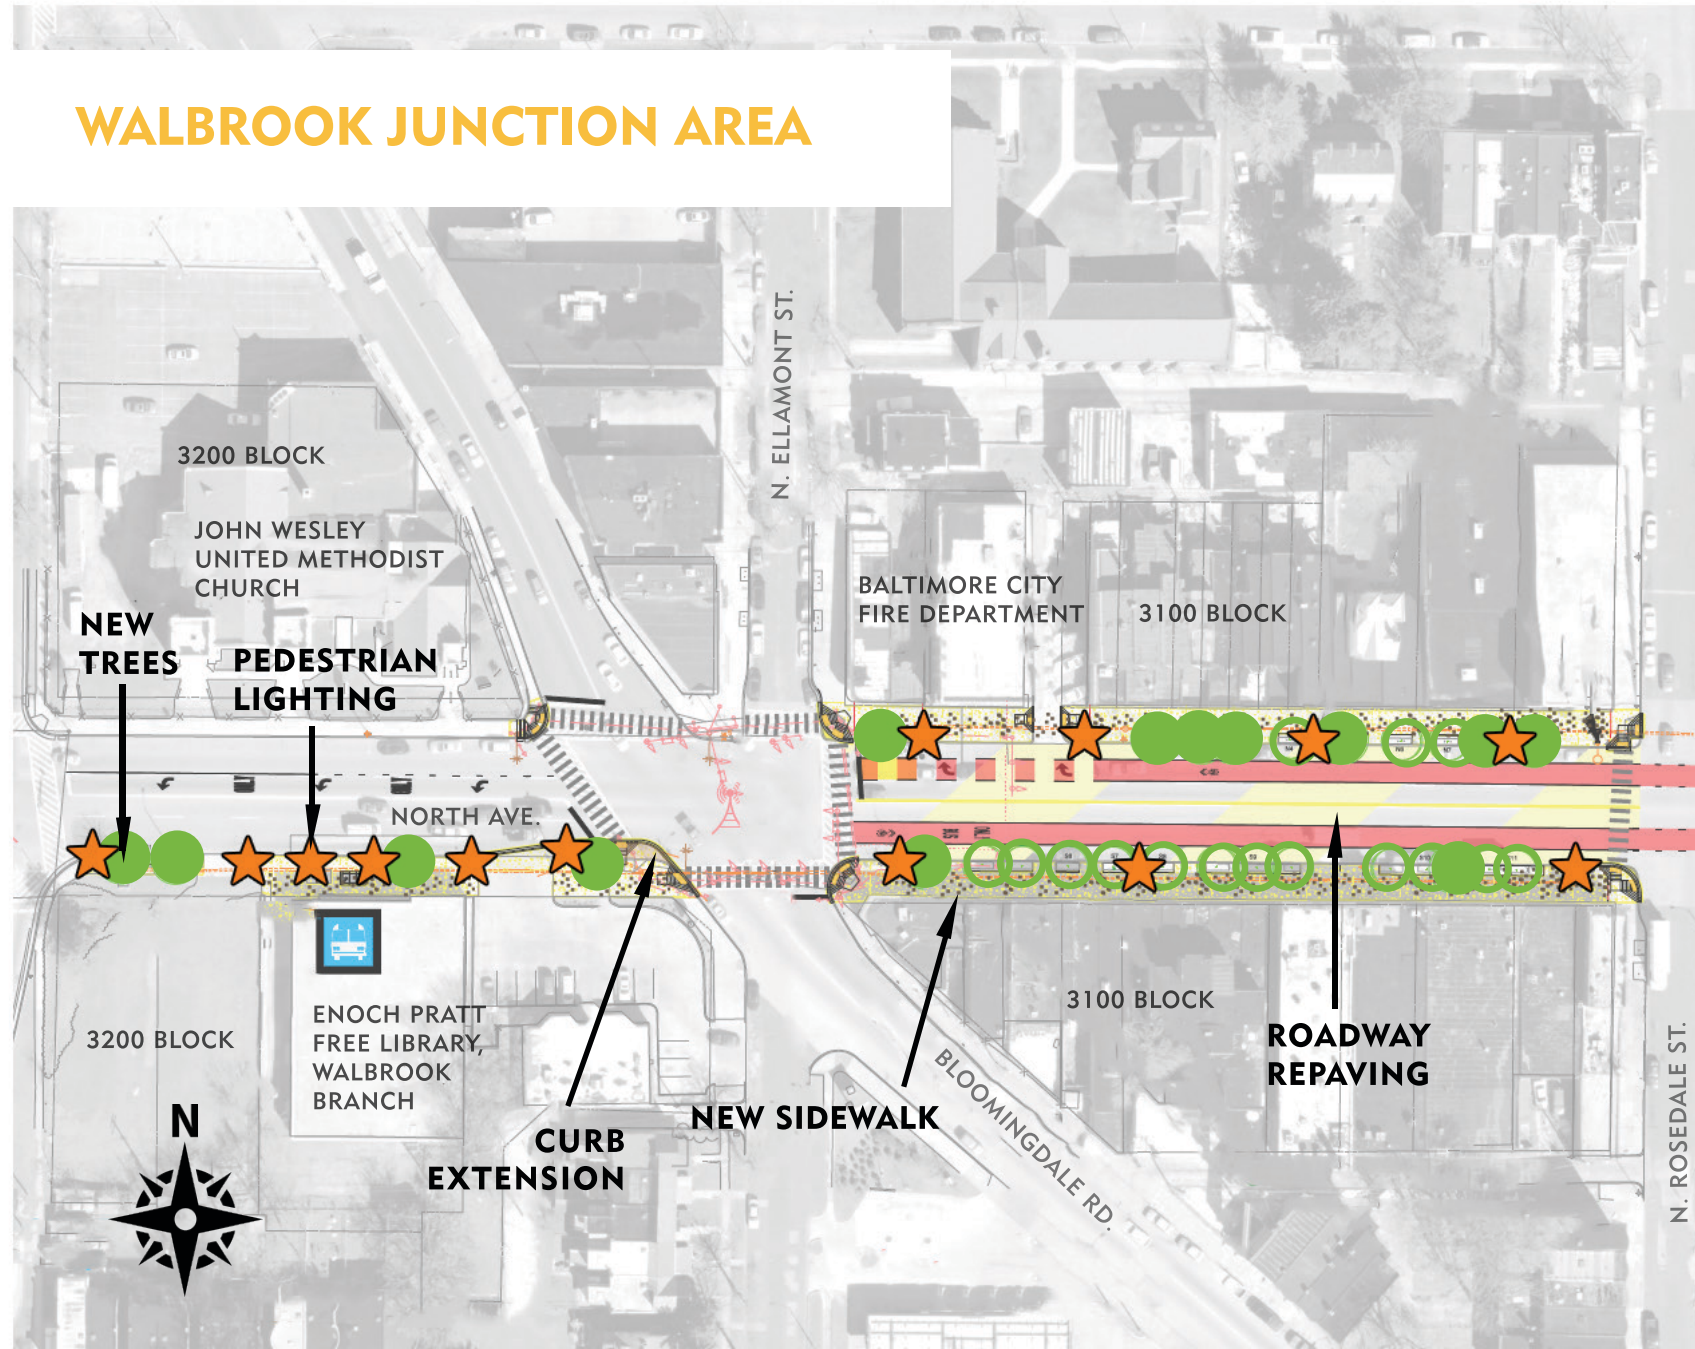 WALBROOK JUNCTION AREA
N. ELLAMONT ST.
3200 BLOCK
JOHN WESLEY
UNITED METHODIST
CHURCH
NEW
TREES
PEDESTRIAN
LIGHTING
BALTIMORE CITY
FIRE DEPARTMENT
3100 BLOCK
NORTH AVE.
3200 BLOCK
ENOCH PRATT
FREE LIBRARY,
WALBROOK
BRANCH
3100 BLOCK
ROADWAY
REPAVING
NEW SIDEWALK
CURB
EXTENSION
BLOOMINGDALE RD.
N. ROSEDALE ST.
N